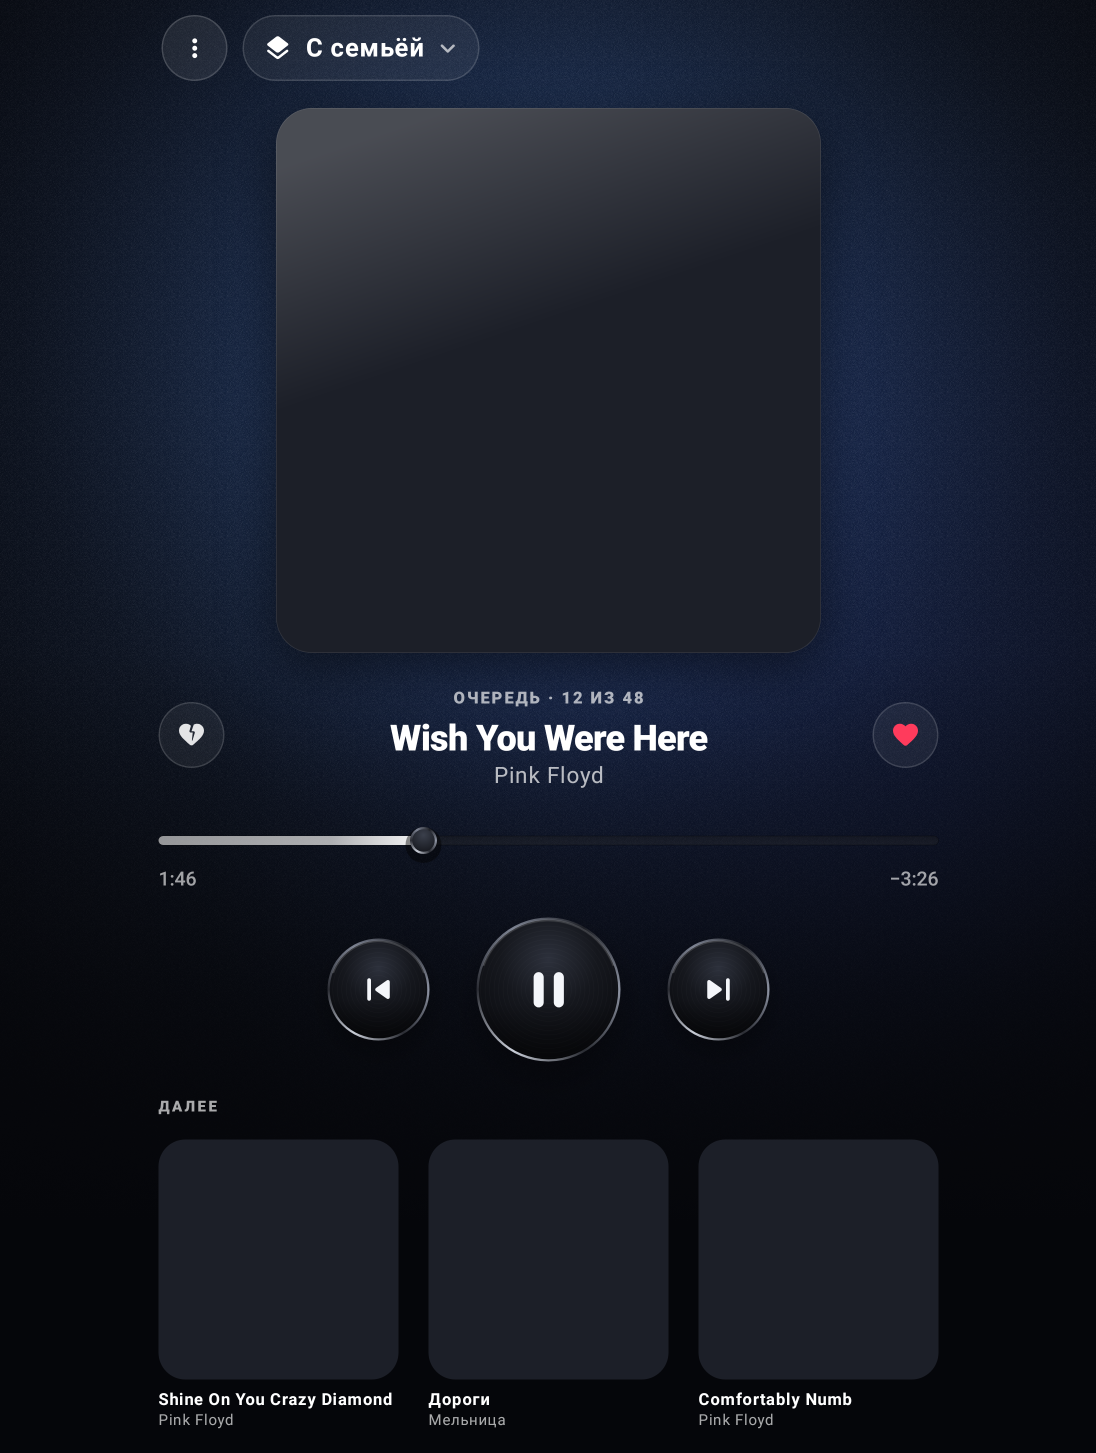 С семьёй
ОЧЕРЕДЬ · 12 ИЗ 48
Wish You Were Here
Pink Floyd
1:46
−3:26
ДАЛЕЕ
Shine On You Crazy Diamond
Pink Floyd
Дороги
Мельница
Comfortably Numb
Pink Floyd